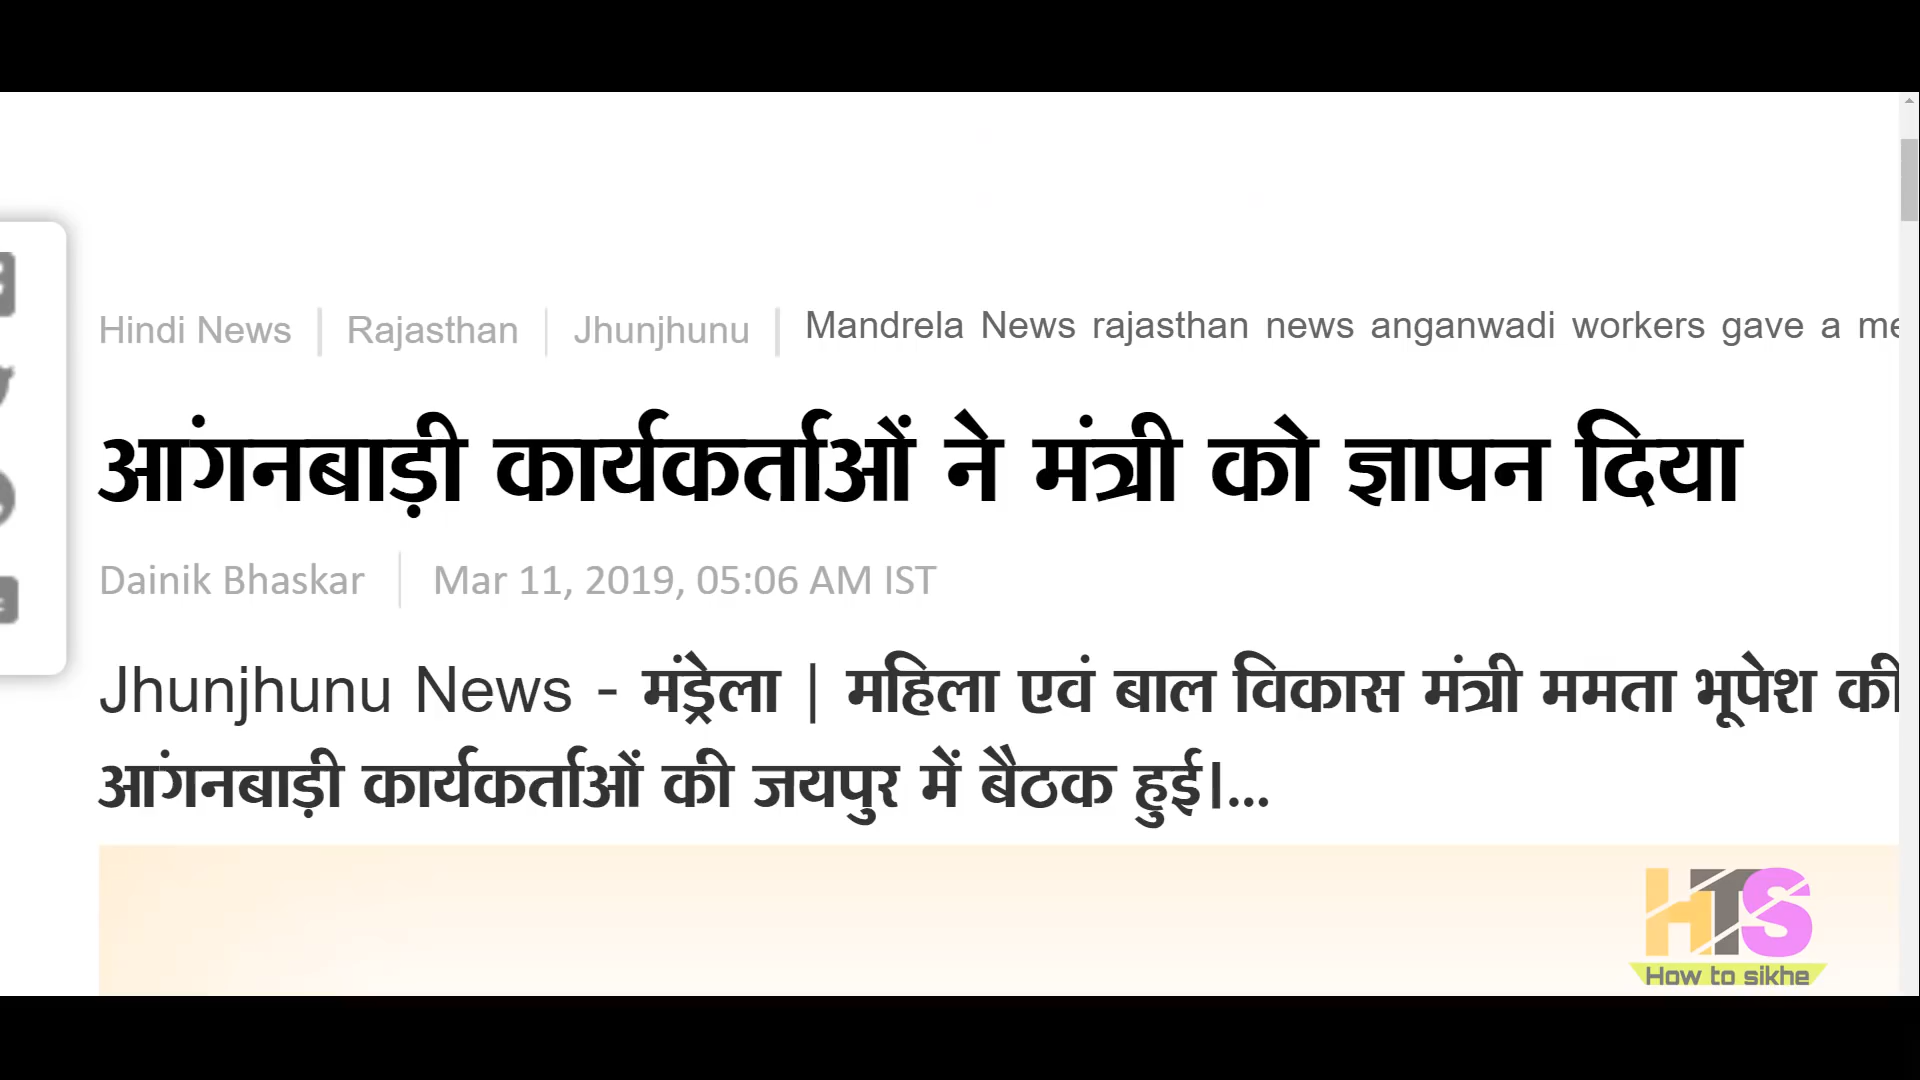 Hindi News | Rajasthan | Jhunjhunu | Mandrela News rajasthan news anganwadi workers gave a
आंगनबाड़ी कार्यकर्ताओं ने मंत्री को ज्ञापन दिया
Dainik Bhaskar | Mar 11, 2019, 05:06 AM IST
Jhunjhunu News - मंड्रेला | महिला एवं बाल विकास मंत्री ममता भूपेश की
आंगनबाड़ी कार्यकर्ताओं की जयपुर में बैठक हुई।...
HTS
How to sikhe